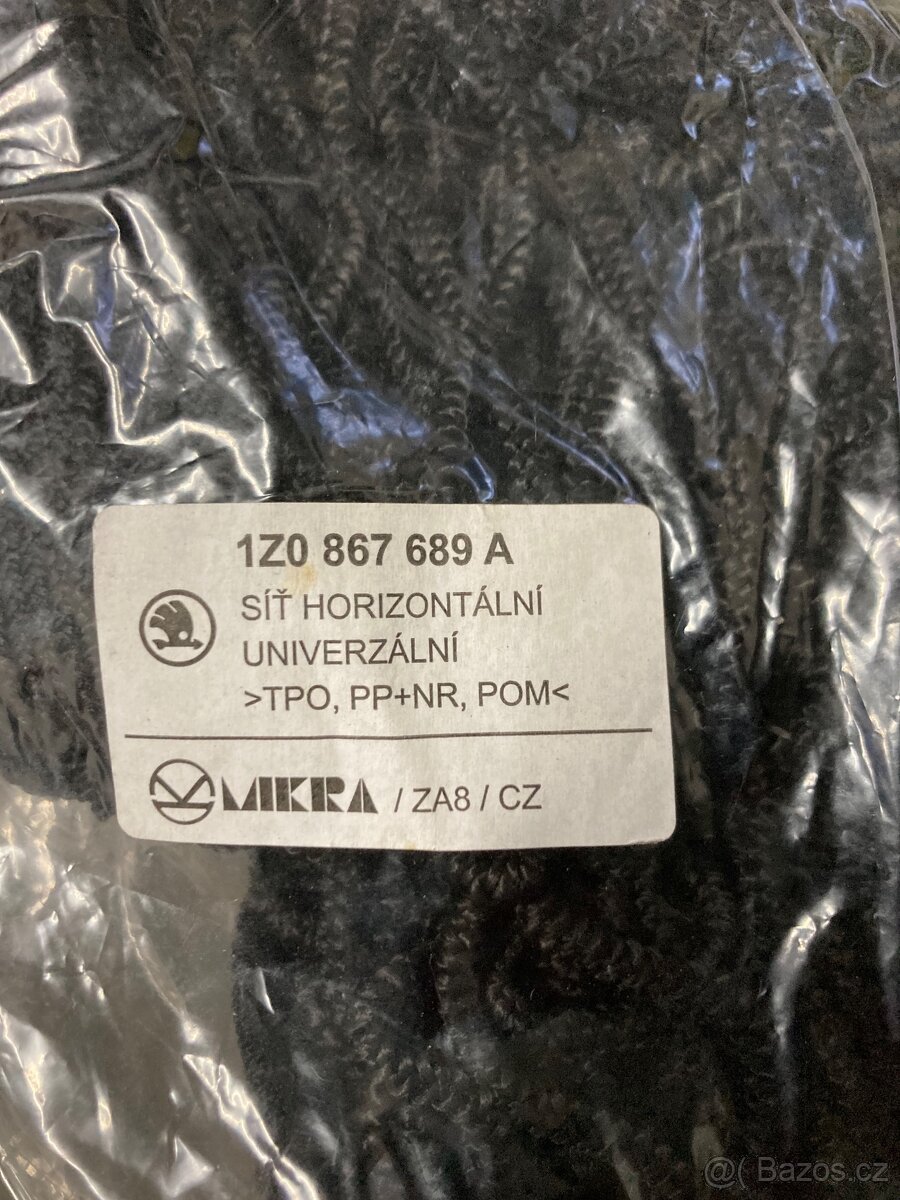 1Z0 867 689 A
SÍŤ HORIZONTÁLNÍ
UNIVERZÁLNÍ
>TPO, PP+NR, POM<
MIKRA / ZA8 / CZ
@( Bazos.cz